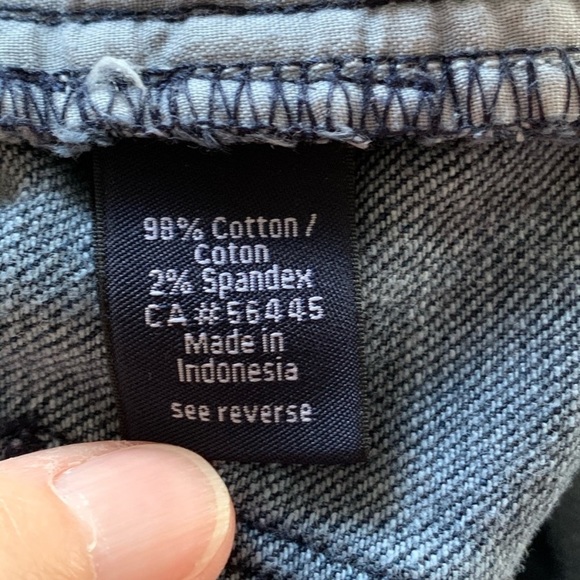 98% Cotton /
Coton
2% Spandex
CA#56445
Made in
Indonesia
see reverse